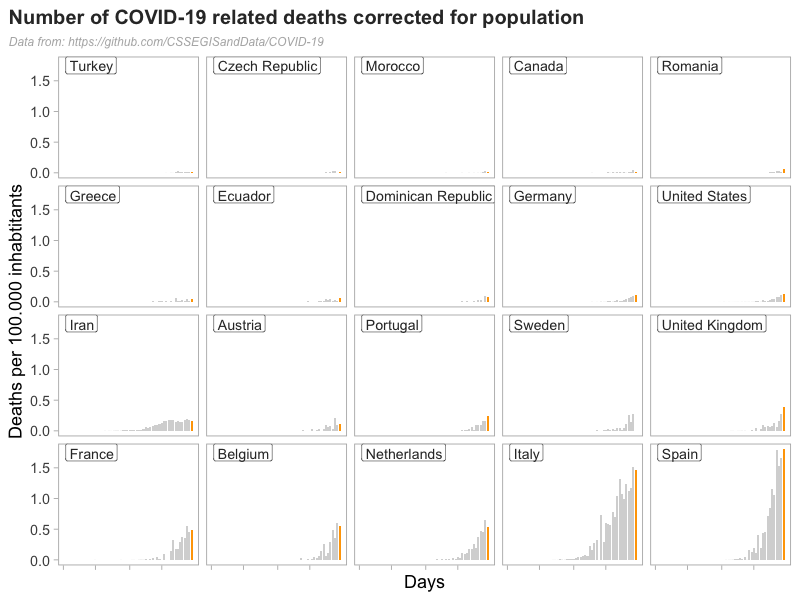 Number of COVID-19 related deaths corrected for population
Data from: https://github.com/CSSEGISandData/COVID-19
Deaths per 100.000 inhabtitants
Turkey Czech Republic Morocco Canada Romania
1.5
1.0
0.5
0.0
Greece Ecuador Dominican Republic Germany United States
1.5
1.0
0.5
0.0
Iran Austria Portugal Sweden United Kingdom
1.5
1.0
0.5
0.0
France Belgium Netherlands Italy Spain
1.5
1.0
0.5
0.0
Days